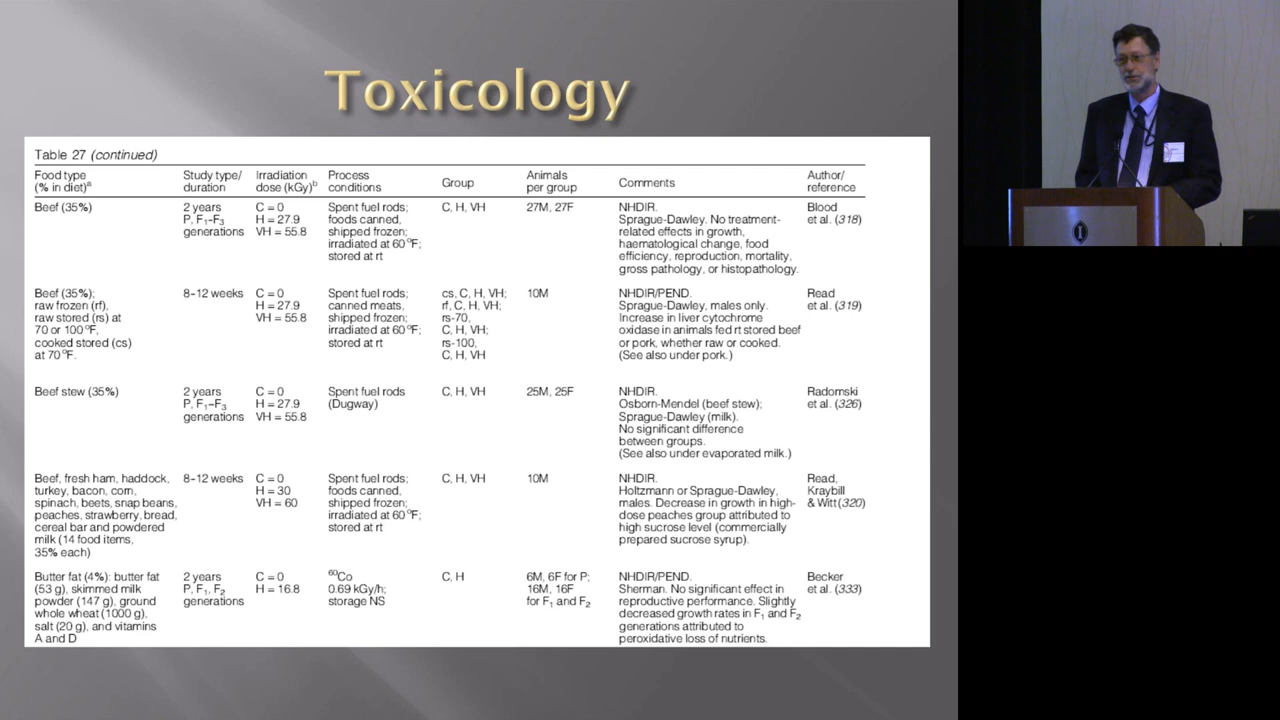 Toxicology
Table 27 (continued)
Food type (% in diet)ᵃ Study type/ duration Irradiation dose (kGy)ᵇ Process conditions Group Animals per group Comments Author/ reference
Beef (35%) 2 years C = 0 Spent fuel rods; C, H, VH 27M, 27F NHDIR. Blood
P, F₁–F₃ H = 27.9 foods canned, Sprague-Dawley. No treatment- et al. (318)
generations VH = 55.8 shipped frozen; related effects in growth,
irradiated at 60 °F; haematological change, food
stored at rt efficiency, reproduction, mortality,
gross pathology, or histopathology.
Beef (35%); 8–12 weeks C = 0 Spent fuel rods; cs, C, H, VH; 10M NHDIR/PEND. Read
raw frozen (rf), H = 27.9 canned meats, rf, C, H, VH; Sprague-Dawley, males only. et al. (319)
raw stored (rs) at VH = 55.8 shipped frozen; rs-70, Increase in liver cytochrome
70 or 100 °F, irradiated at 60 °F; C, H, VH; oxidase in animals fed rt stored beef
cooked stored (cs) stored at rt rs-100, or pork, whether raw or cooked.
at 70 °F. C, H, VH (See also under pork.)
Beef stew (35%) 2 years C = 0 Spent fuel rods C, H, VH 25M, 25F NHDIR. Radomski
P, F₁–F₃ H = 27.9 (Dugway) Osborn-Mendel (beef stew); et al. (326)
generations VH = 55.8 Sprague-Dawley (milk).
No significant difference
between groups.
(See also under evaporated milk.)
Beef, fresh ham, haddock, 8–12 weeks C = 0 Spent fuel rods; C, H, VH 10M NHDIR. Read,
turkey, bacon, corn, H = 30 foods canned, Holtzmann or Sprague-Dawley, Kraybill
spinach, beets, snap beans, VH = 60 shipped frozen; males. Decrease in growth in high- & Witt (320)
peaches, strawberry, bread, irradiated at 60 °F; dose peaches group attributed to
cereal bar and powdered stored at rt high sucrose level (commercially
milk (14 food items, prepared sucrose syrup).
35% each)
Butter fat (4%): butter fat 2 years C = 0 ⁶⁰Co C, H 6M, 6F for P; NHDIR/PEND. Becker
(53 g), skimmed milk P, F₁, F₂ H = 16.8 0.69 kGy/h; 16M, 16F Sherman. No significant effect in et al. (333)
powder (147 g), ground generations storage NS for F₁ and F₂ reproductive performance. Slightly
whole wheat (1000 g), decreased growth rates in F₁ and F₂
salt (20 g), and vitamins generations attributed to
A and D peroxidative loss of nutrients.